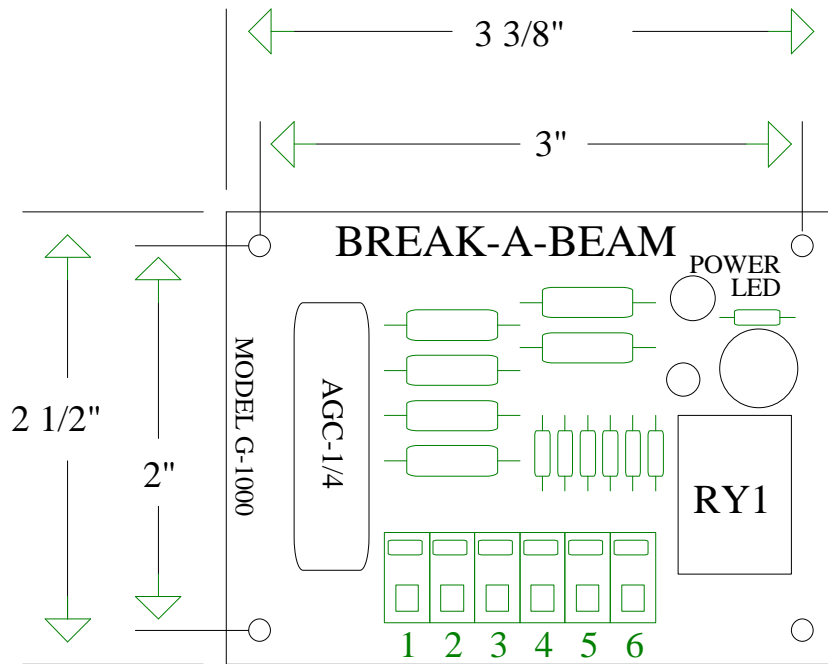 3 3/8"
3"
BREAK-A-BEAM
POWER
LED
2 1/2"
2"
MODEL G-1000
AGC-1/4
RY1
1 2 3 4 5 6